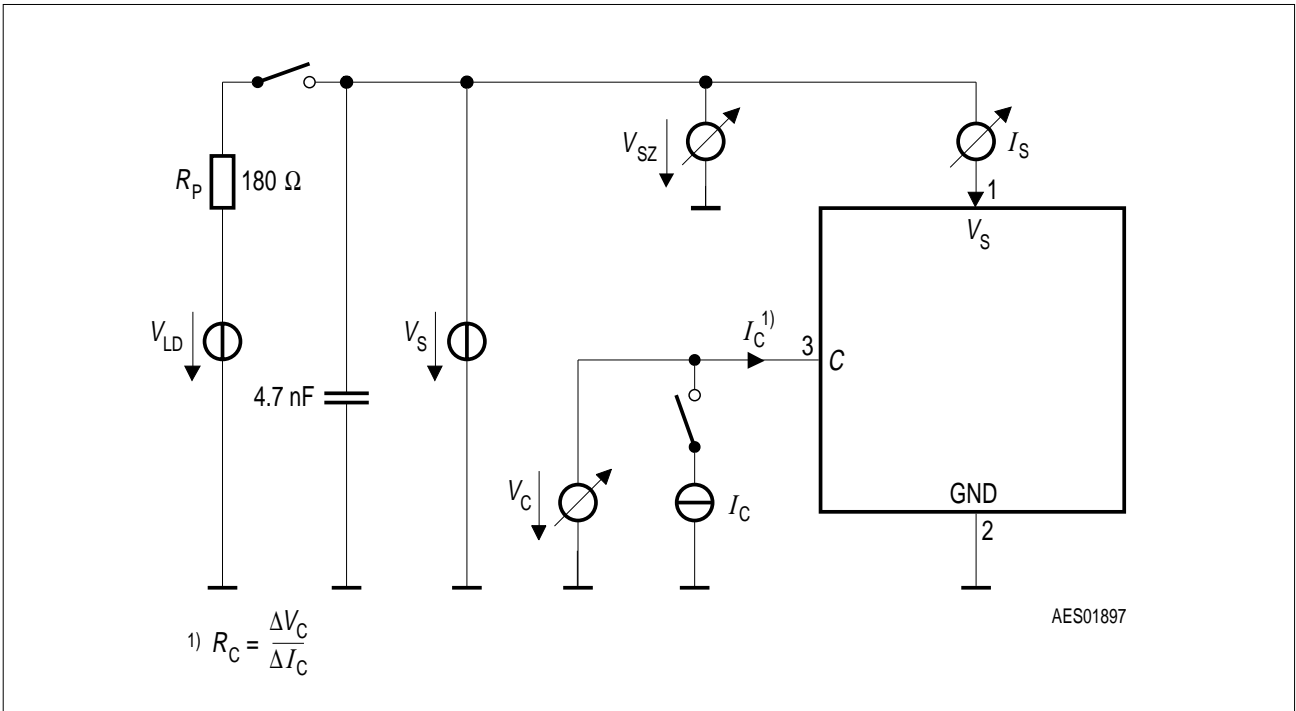 V_SZ
I_S
R_P 180 Ω
1
V_S
V_LD
V_S
I_C 1)
3 C
4.7 nF
V_C
I_C
GND
2
AES01897
1) R_C = ΔV_C / ΔI_C